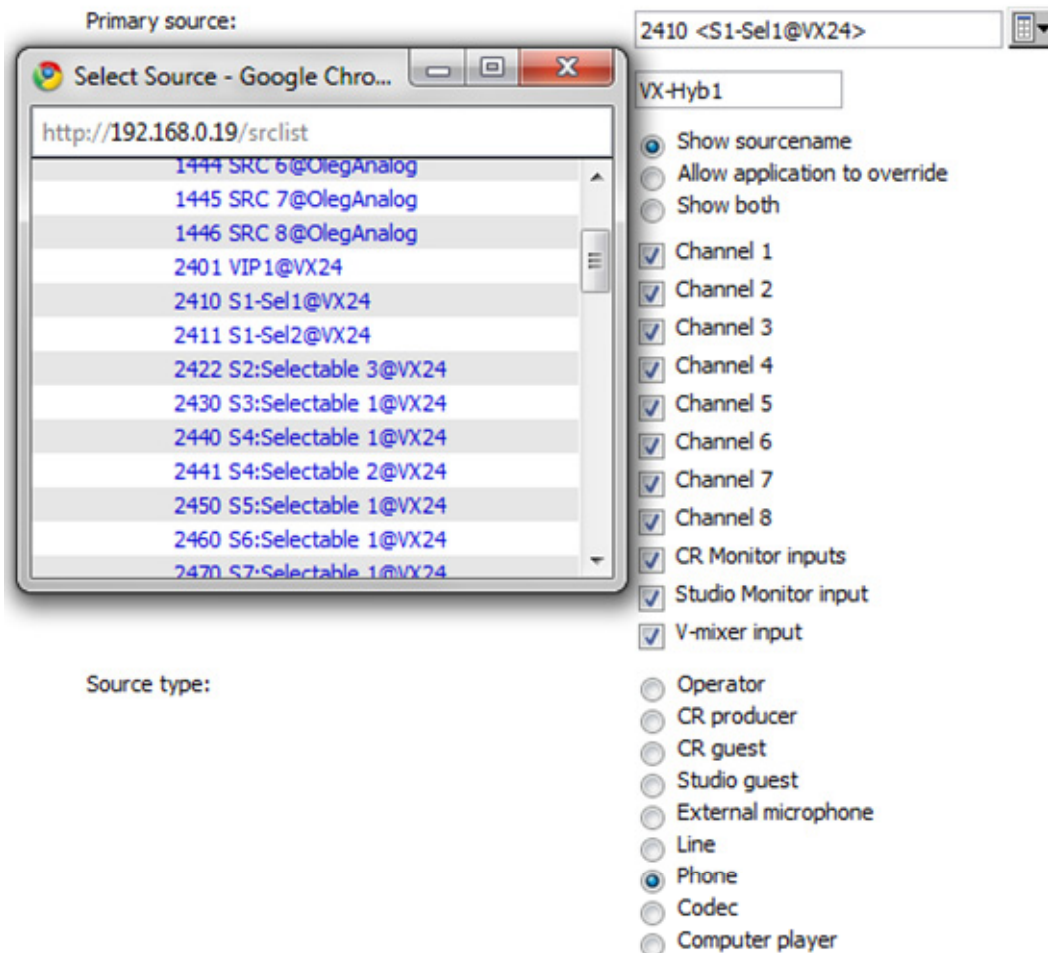 Primary source:
2410 <S1-Sel1@VX24>
Select Source - Google Chro...
http://192.168.0.19/srclist
1444 SRC 6@OlegAnalog
1445 SRC 7@OlegAnalog
1446 SRC 8@OlegAnalog
2401 VIP1@VX24
2410 S1-Sel1@VX24
2411 S1-Sel2@VX24
2422 S2:Selectable 3@VX24
2430 S3:Selectable 1@VX24
2440 S4:Selectable 1@VX24
2441 S4:Selectable 2@VX24
2450 S5:Selectable 1@VX24
2460 S6:Selectable 1@VX24
2470 S7:Selectable 1@VX24
VX-Hyb1
Show sourcename
Allow application to override
Show both
Channel 1
Channel 2
Channel 3
Channel 4
Channel 5
Channel 6
Channel 7
Channel 8
CR Monitor inputs
Studio Monitor input
V-mixer input
Source type:
Operator
CR producer
CR guest
Studio guest
External microphone
Line
Phone
Codec
Computer player